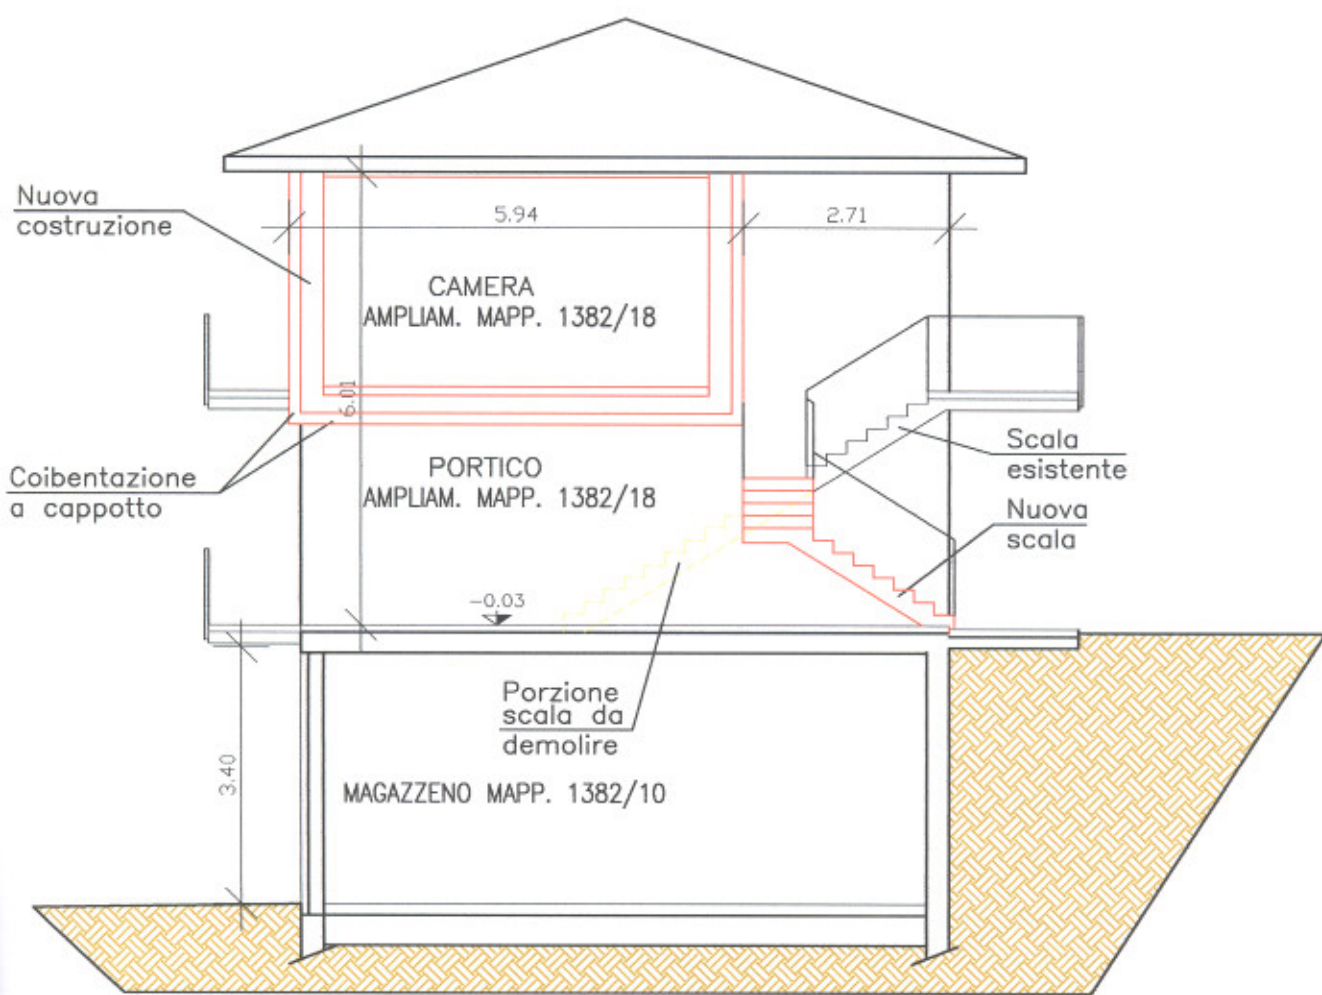 Nuova
costruzione
5.94
2.71
CAMERA
AMPLIAM. MAPP. 1382/18
6.01
Coibentazione
a cappotto
PORTICO
AMPLIAM. MAPP. 1382/18
Scala
esistente
Nuova
scala
-0.03
Porzione
scala da
demolire
3.40
MAGAZZENO MAPP. 1382/10